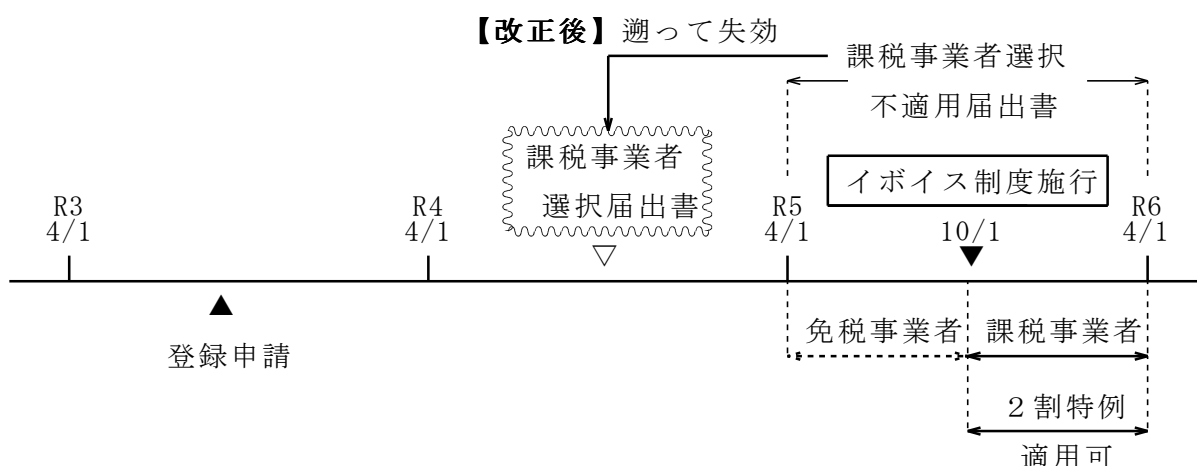 【改正後】遡って失効
課税事業者選択
不適用届出書
課税事業者
選択届出書
イボイス制度施行
R3
4/1
R4
4/1
R5
4/1
10/1
R6
4/1
登録申請
免税事業者
課税事業者
２割特例
適用可